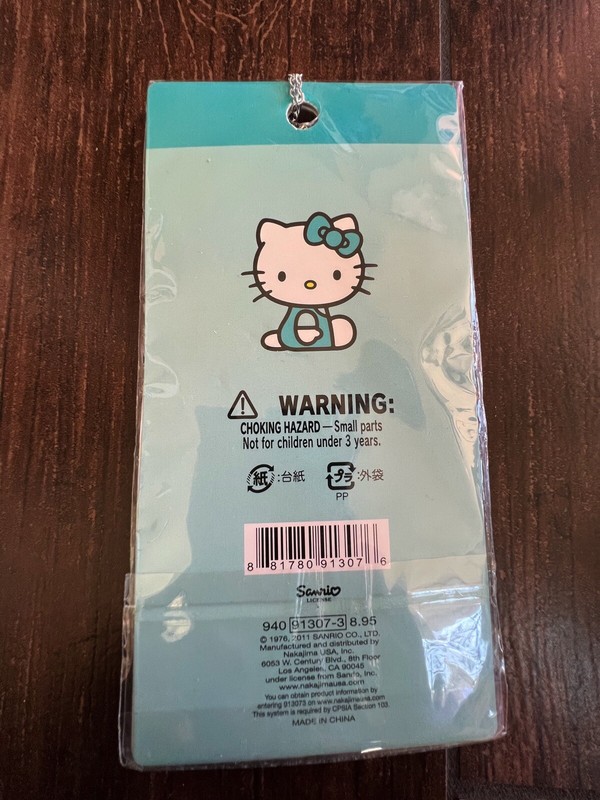 WARNING:
CHOKING HAZARD — Small parts
Not for children under 3 years.
紙:台紙 プラ:外袋
PP
8 81780 91307 6
Sanrio
LICENSE
940 91307-3 8.95
© 1976, 2011 SANRIO CO., LTD.
Manufactured and distributed by
Nakajima USA, Inc.
6053 W. Century Blvd., 8th Floor
Los Angeles, CA 90045
under license from Sanrio, Inc.
www.nakajimausa.com
You can obtain product information by
entering 913073 on www.nakajimausa.com
This system is required by CPSIA Section 103.
MADE IN CHINA